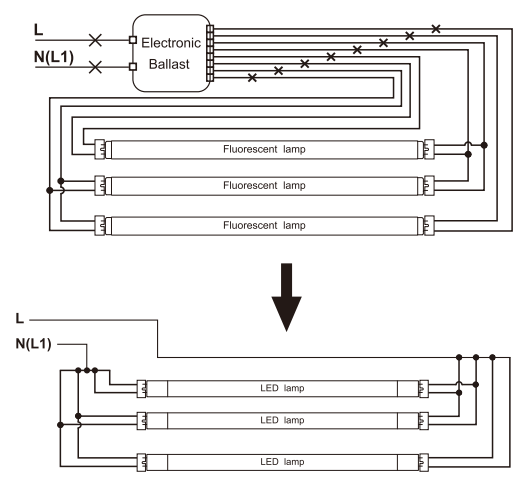 L
N(L1)
Electronic
Ballast
Fluorescent lamp
Fluorescent lamp
Fluorescent lamp
L
N(L1)
LED lamp
LED lamp
LED lamp